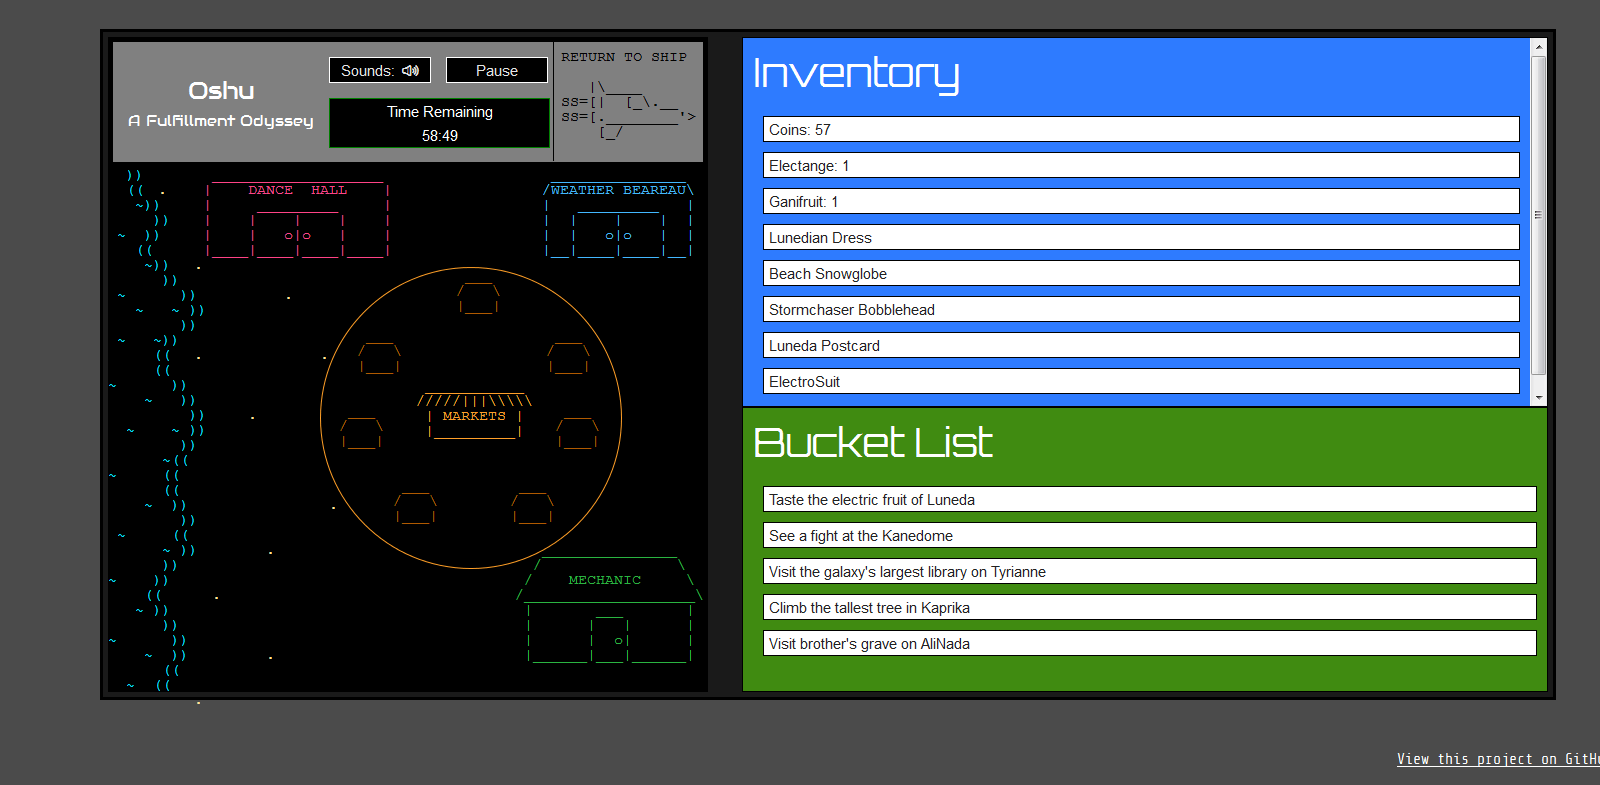 Oshu
A Fulfillment Odyssey
Sounds:
Pause
Time Remaining
58:49
RETURN TO SHIP
DANCE HALL
WEATHER BEAREAU
MARKETS
MECHANIC
Inventory
Coins: 57
Electange: 1
Ganifruit: 1
Lunedian Dress
Beach Snowglobe
Stormchaser Bobblehead
Luneda Postcard
ElectroSuit
Bucket List
Taste the electric fruit of Luneda
See a fight at the Kanedome
Visit the galaxy's largest library on Tyrianne
Climb the tallest tree in Kaprika
Visit brother's grave on AliNada
View this project on GitHu